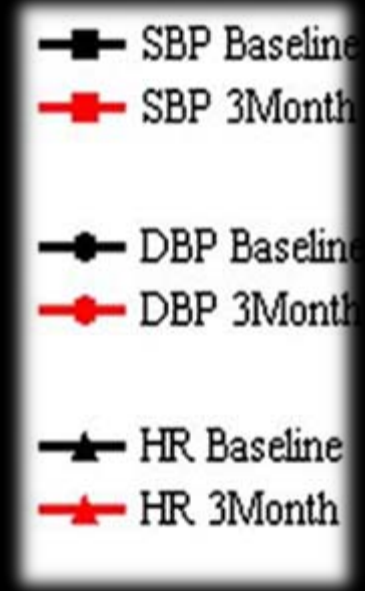 SBP Baseline
SBP 3Month
DBP Baseline
DBP 3Month
HR Baseline
HR 3Month